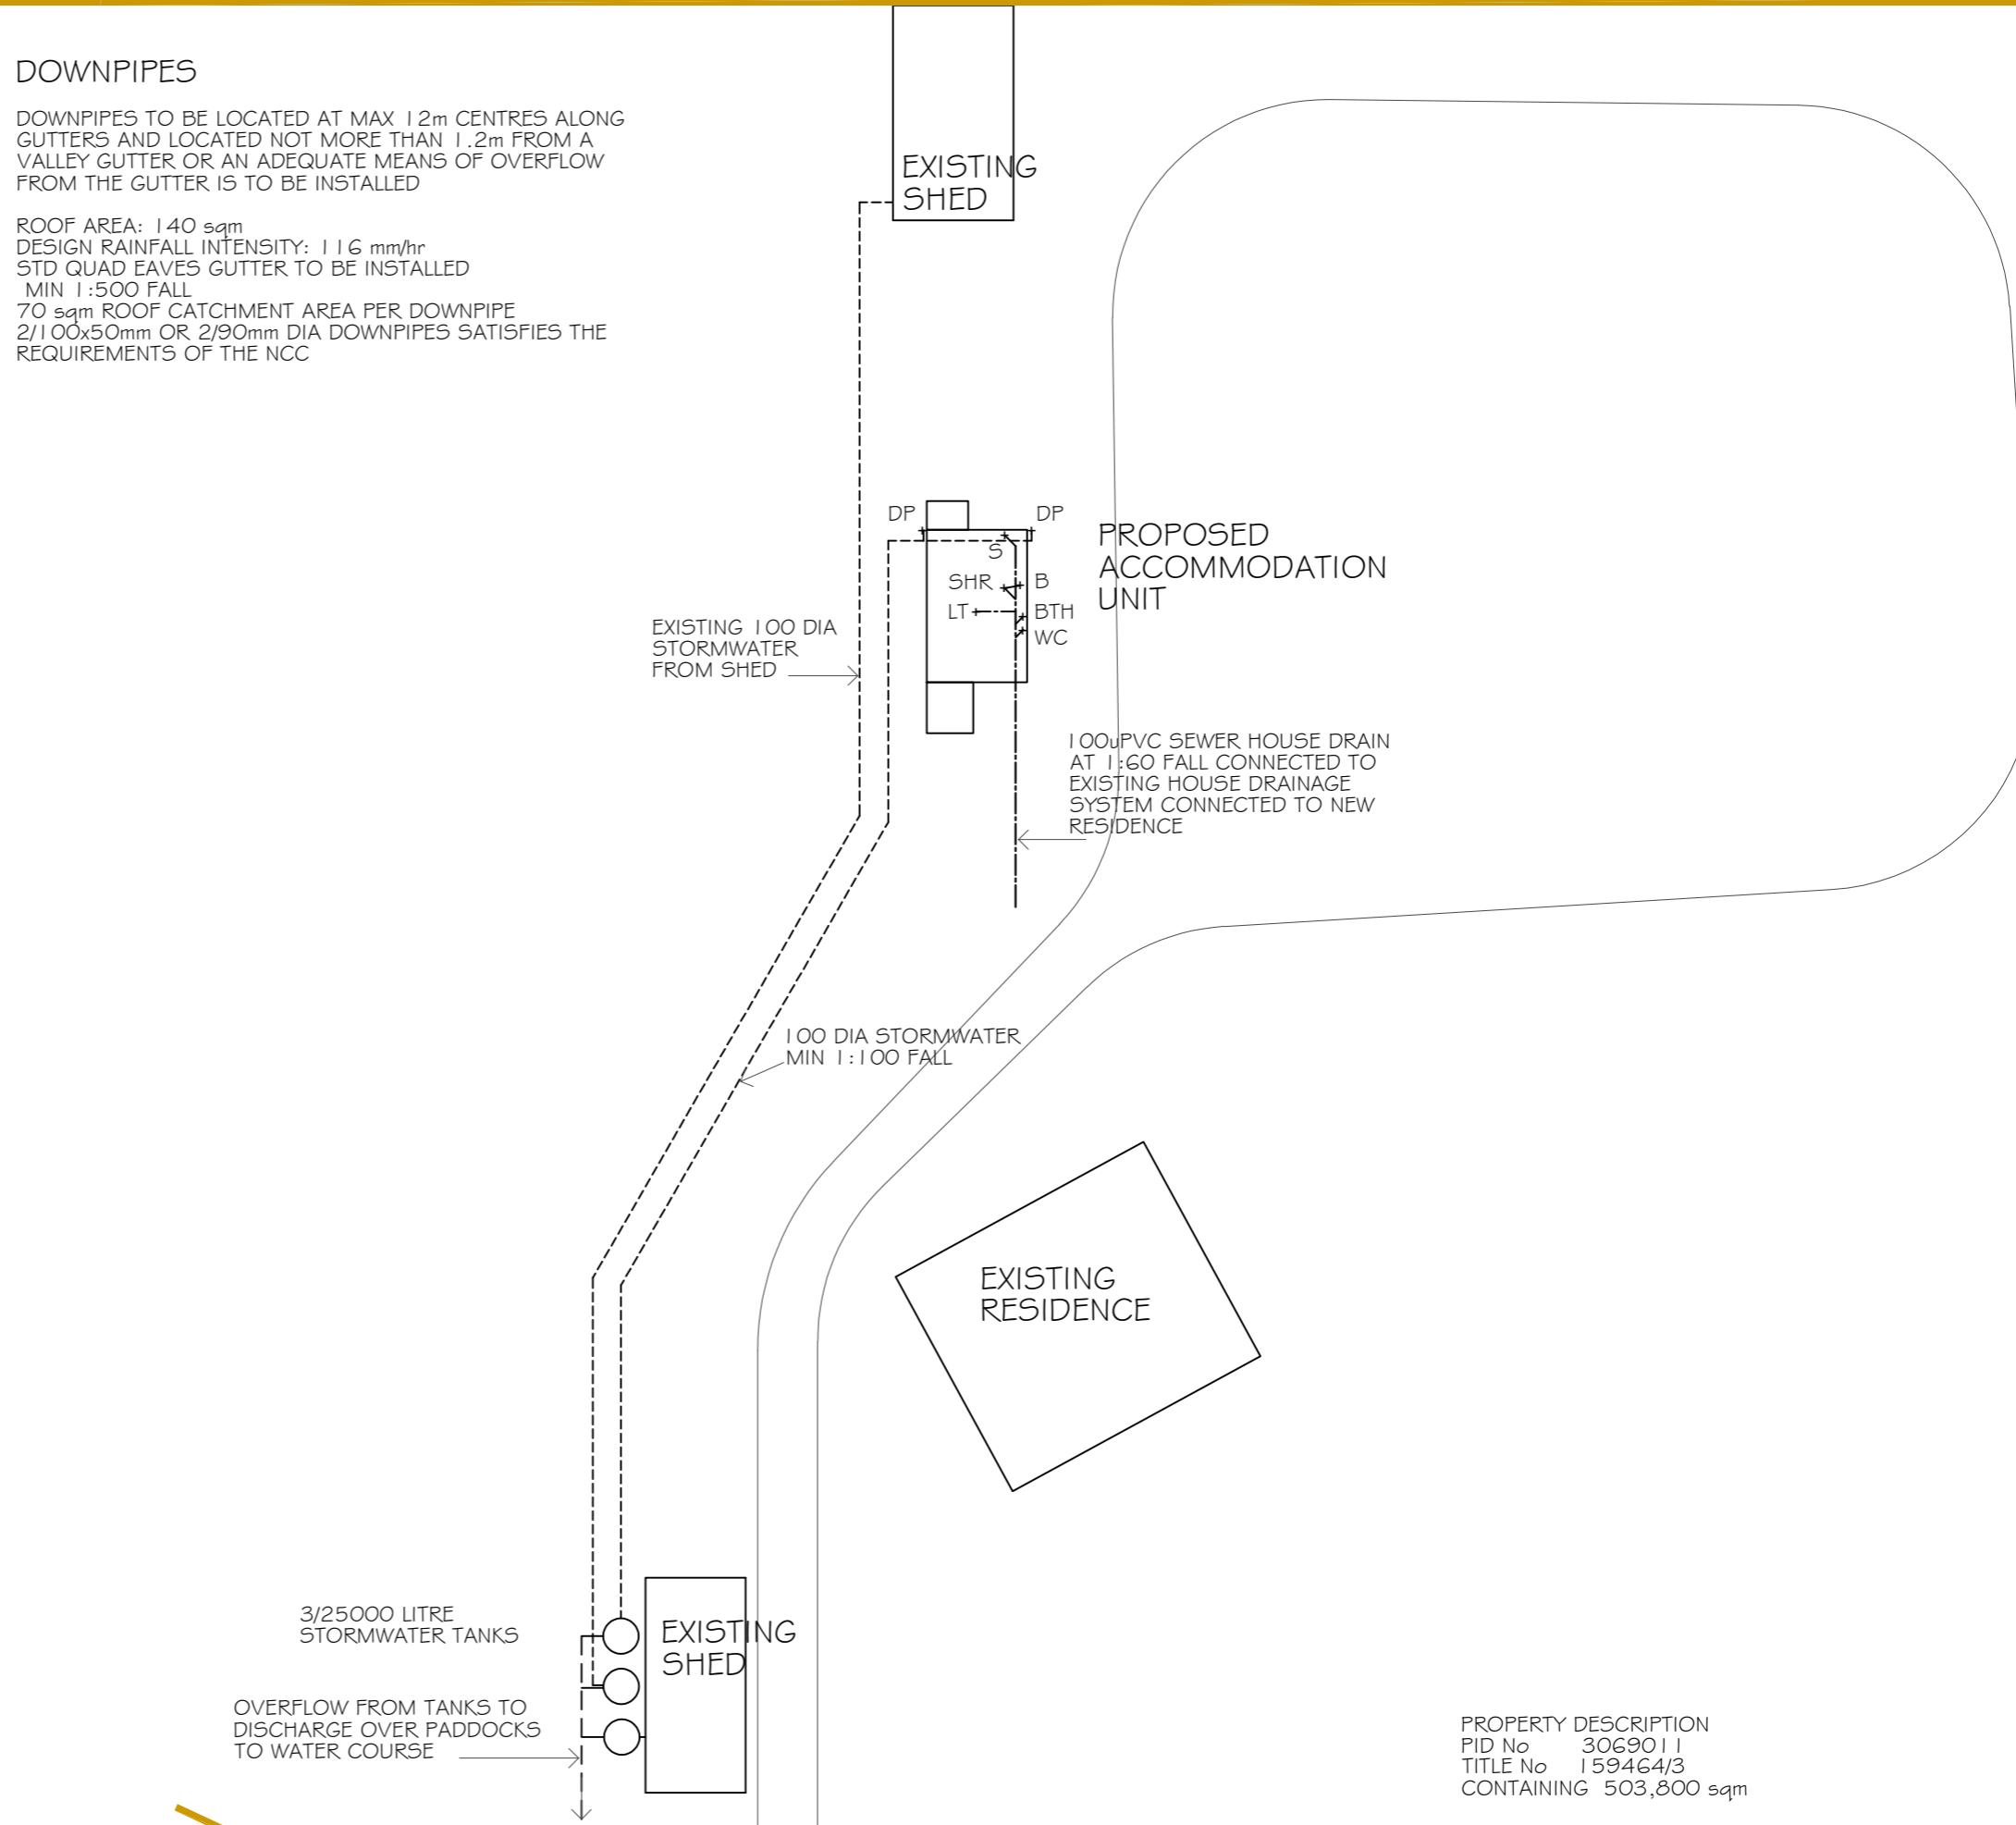 DOWNPIPES
DOWNPIPES TO BE LOCATED AT MAX 12m CENTRES ALONG
GUTTERS AND LOCATED NOT MORE THAN 1.2m FROM A
VALLEY GUTTER OR AN ADEQUATE MEANS OF OVERFLOW
FROM THE GUTTER IS TO BE INSTALLED
ROOF AREA: 140 sqm
DESIGN RAINFALL INTENSITY: 116 mm/hr
STD QUAD EAVES GUTTER TO BE INSTALLED
MIN 1:500 FALL
70 sqm ROOF CATCHMENT AREA PER DOWNPIPE
2/100x50mm OR 2/90mm DIA DOWNPIPES SATISFIES THE
REQUIREMENTS OF THE NCC
EXISTING
SHED
DP
DP
S
SHR
B
LT
BTH
WC
PROPOSED
ACCOMMODATION
UNIT
EXISTING 100 DIA
STORMWATER
FROM SHED
100uPVC SEWER HOUSE DRAIN
AT 1:60 FALL CONNECTED TO
EXISTING HOUSE DRAINAGE
SYSTEM CONNECTED TO NEW
RESIDENCE
100 DIA STORMWATER
MIN 1:100 FALL
EXISTING
RESIDENCE
3/25000 LITRE
STORMWATER TANKS
EXISTING
SHED
OVERFLOW FROM TANKS TO
DISCHARGE OVER PADDOCKS
TO WATER COURSE
PROPERTY DESCRIPTION
PID No 3069011
TITLE No 159464/3
CONTAINING 503,800 sqm